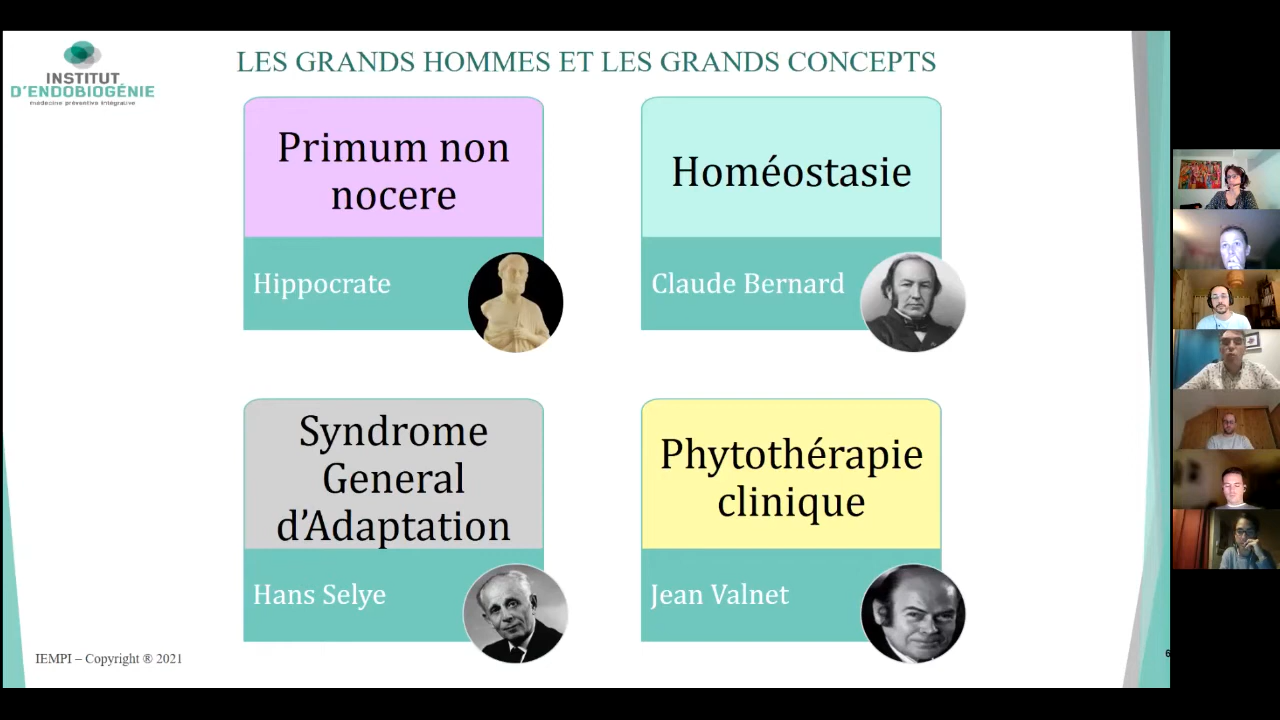 LES GRANDS HOMMES ET LES GRANDS CONCEPTS
INSTITUT
D'ENDOBIOGÉNIE
médecine préventive intégrative
Primum non
nocere
Hippocrate
Homéostasie
Claude Bernard
Syndrome
General
d'Adaptation
Hans Selye
Phytothérapie
clinique
Jean Valnet
IEMPI – Copyright ® 2021
6